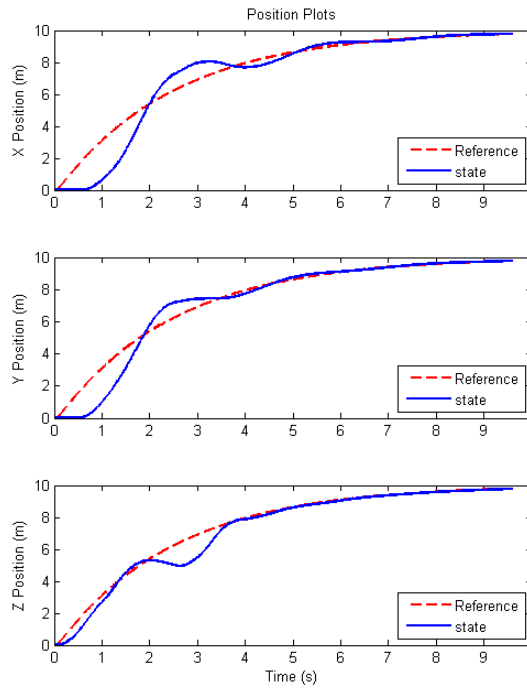 Position Plots
10
8
6
4
2
0
X Position (m)
Reference
state
0 1 2 3 4 5 6 7 8 9
10
8
6
4
2
0
Y Position (m)
Reference
state
0 1 2 3 4 5 6 7 8 9
10
8
6
4
2
0
Z Position (m)
Reference
state
0 1 2 3 4 5 6 7 8 9
Time (s)